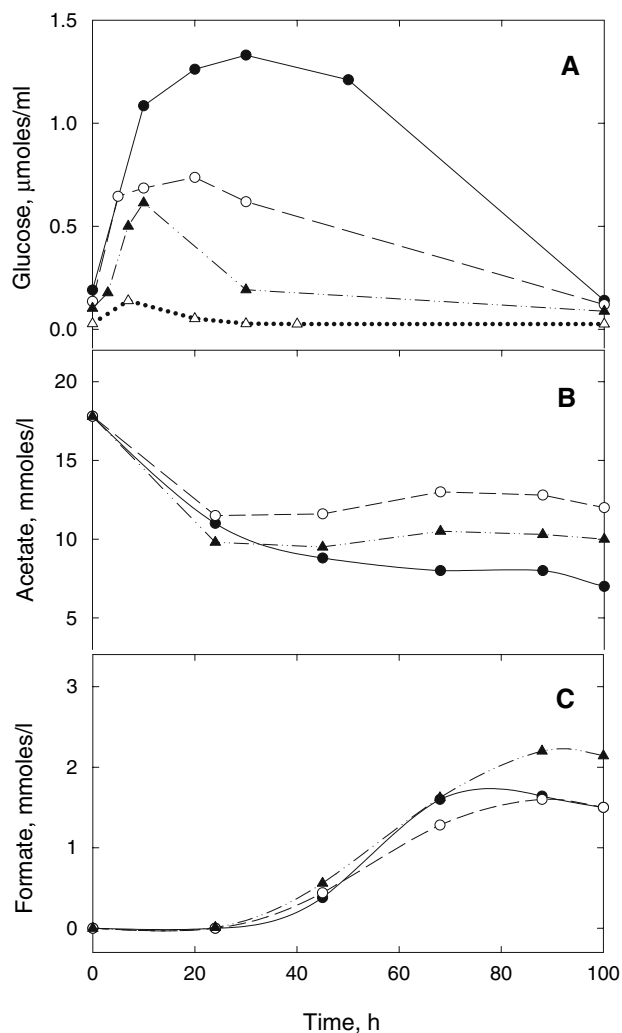 A
Glucose, μmoles/ml
1.5
1.0
0.5
0.0
B
Acetate, mmoles/l
20
15
10
5
C
Formate, mmoles/l
3
2
1
0
0 20 40 60 80 100
Time, h